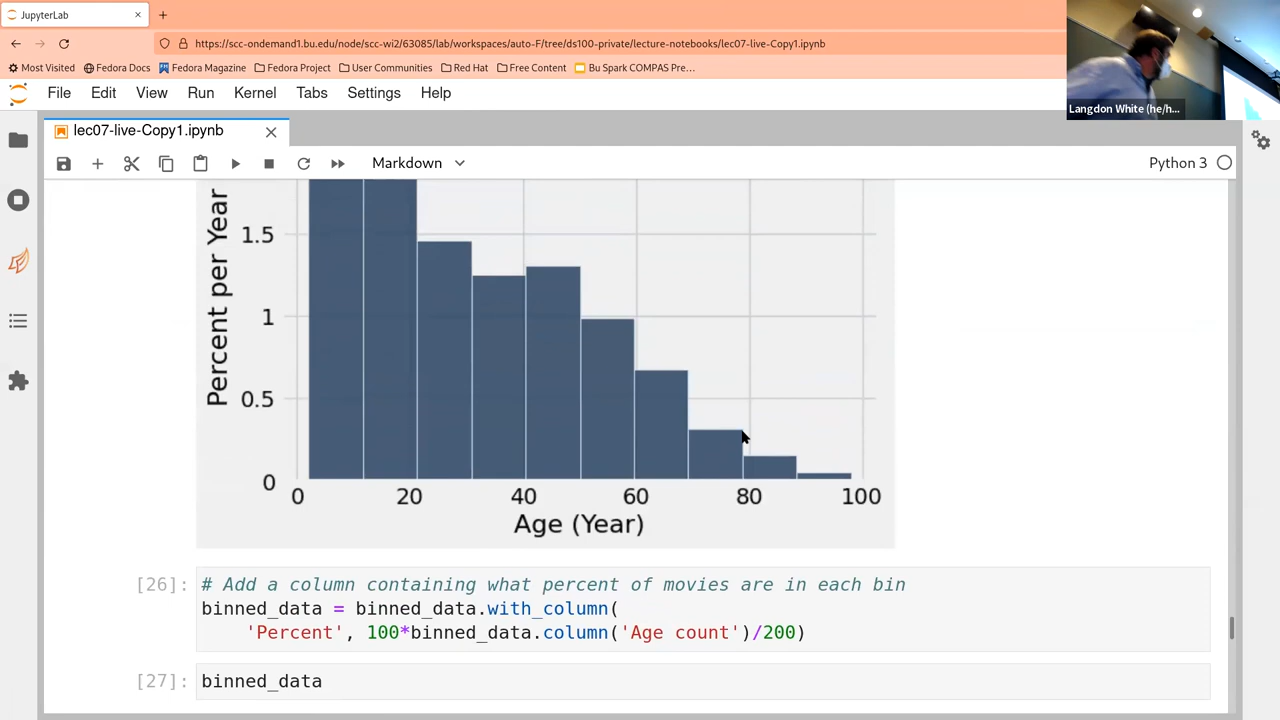 JupyterLab
https://scc-ondemand1.bu.edu/node/scc-wi2/63085/lab/workspaces/auto-F/tree/ds100-private/lecture-notebooks/lec07-live-Copy1.ipynb
Most Visited Fedora Docs Fedora Magazine Fedora Project User Communities Red Hat Free Content Bu Spark COMPAS Pre…
Langdon White (he/h...
File Edit View Run Kernel Tabs Settings Help
lec07-live-Copy1.ipynb
Markdown Python 3
Percent per Year
1.5
1
0.5
0
0 20 40 60 80 100
Age (Year)
[26]: # Add a column containing what percent of movies are in each bin
binned_data = binned_data.with_column(
'Percent', 100*binned_data.column('Age count')/200)
[27]: binned_data